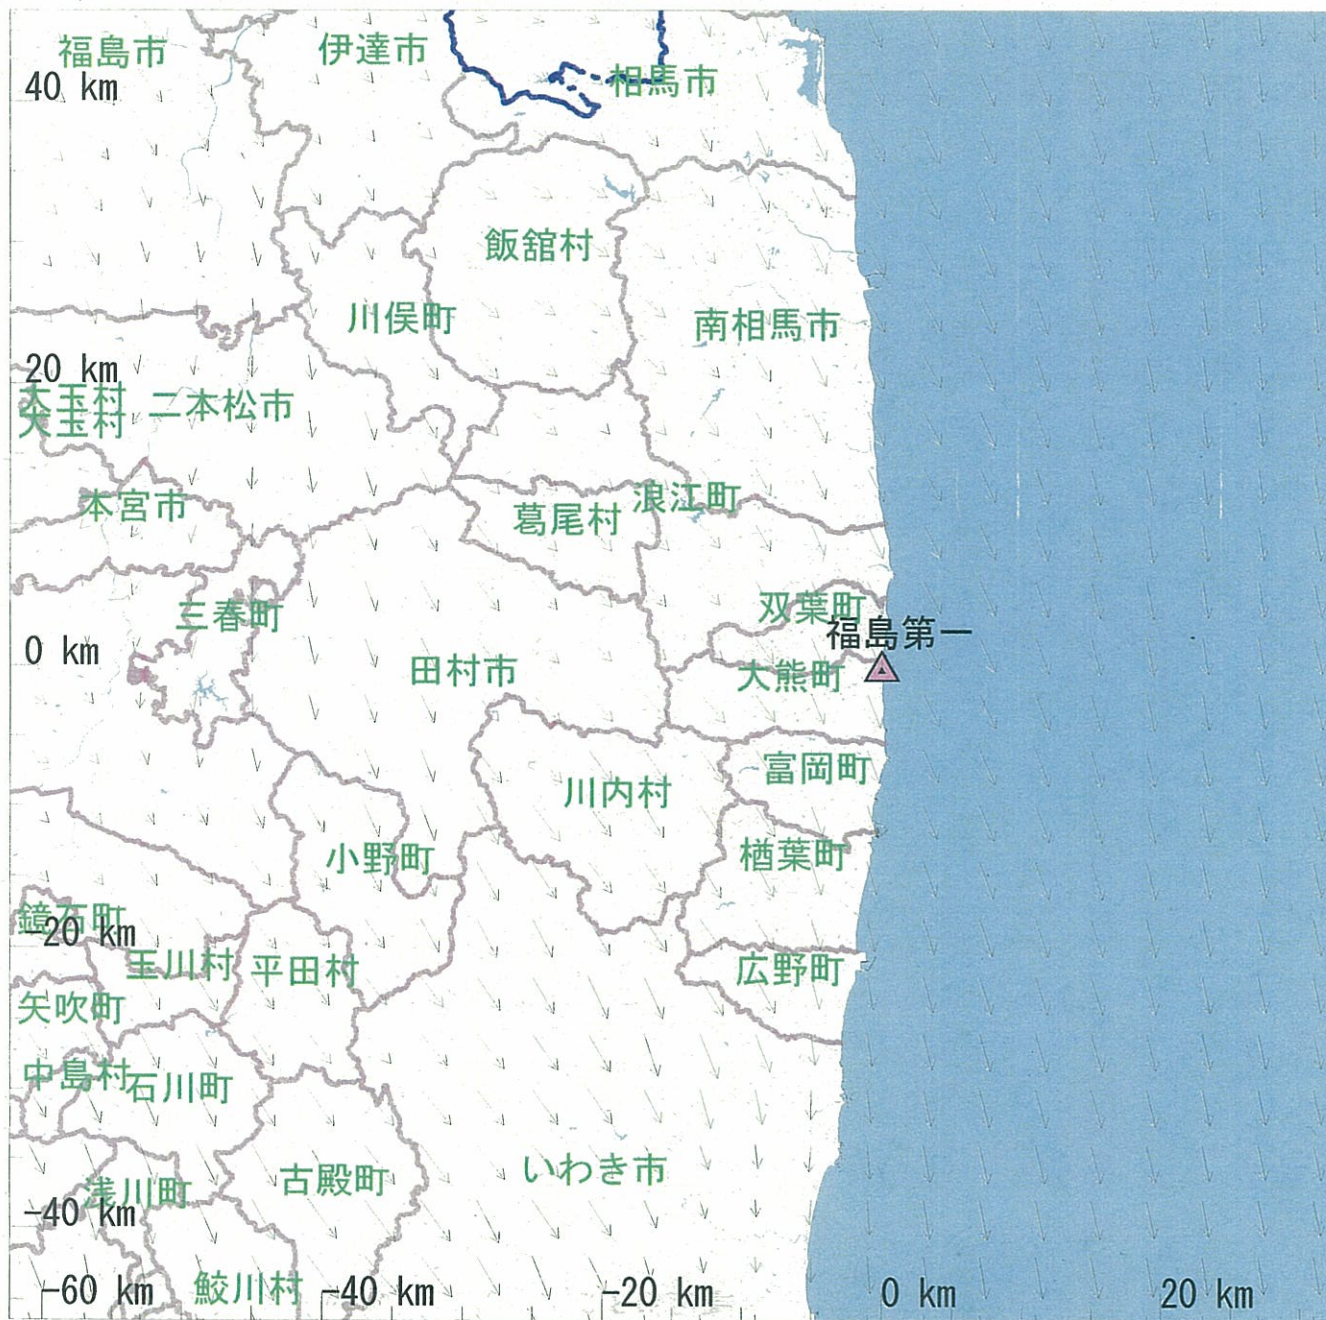 福島市
伊達市
相馬市
40 km
飯舘村
川俣町
南相馬市
20 km
大玉村
大玉村
二本松市
本宮市
葛尾村
浪江町
三春町
双葉町
福島第一
0 km
田村市
大熊町
川内村
富岡町
小野町
楢葉町
鏡石町
-20 km
玉川村
平田村
広野町
矢吹町
中島村
石川町
古殿町
いわき市
浅川町
-40 km
鮫川村
-60 km
-40 km
-20 km
0 km
20 km